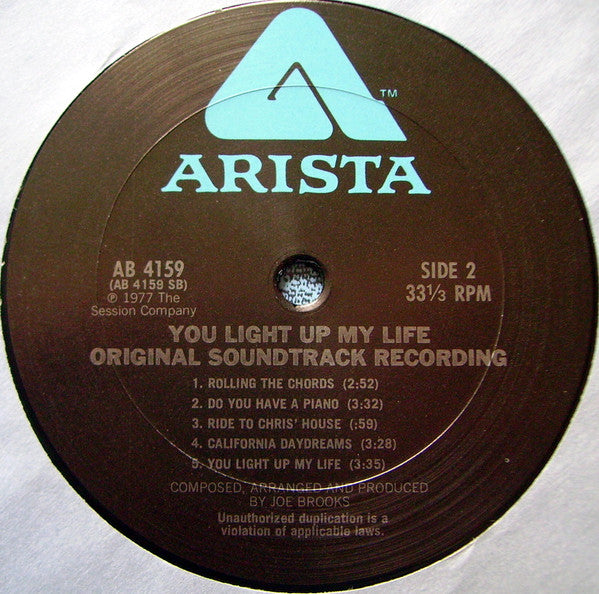 ™
ARISTA
AB 4159
(AB 4159 SB)
℗ 1977 The
Session Company
SIDE 2
33⅓ RPM
YOU LIGHT UP MY LIFE
ORIGINAL SOUNDTRACK RECORDING
1. ROLLING THE CHORDS (2:52)
2. DO YOU HAVE A PIANO (3:32)
3. RIDE TO CHRIS' HOUSE (:59)
4. CALIFORNIA DAYDREAMS (3:28)
5. YOU LIGHT UP MY LIFE (3:35)
COMPOSED, ARRANGED AND PRODUCED
BY JOE BROOKS
Unauthorized duplication is a
violation of applicable laws.